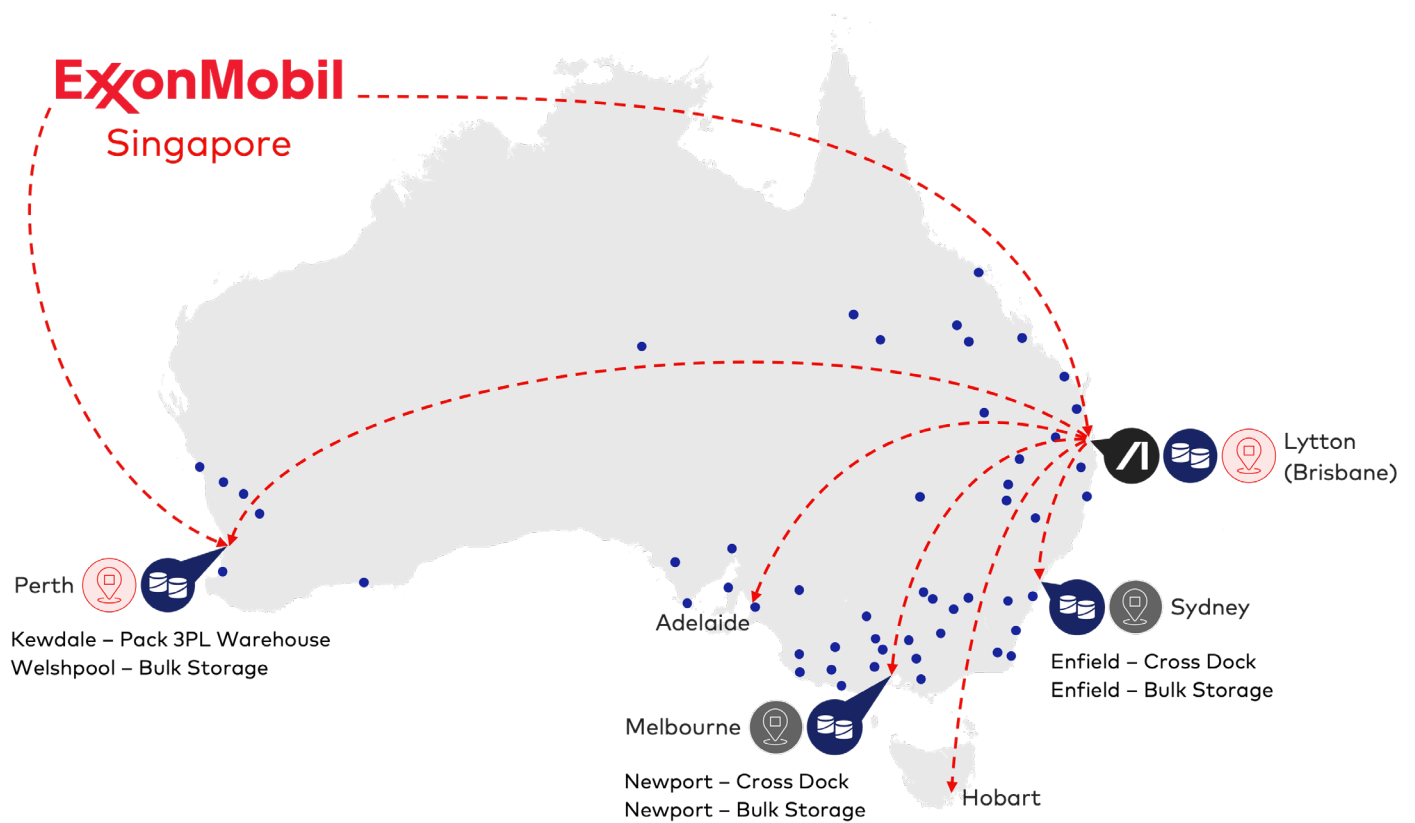 ExxonMobil
Singapore
Lytton
(Brisbane)
Perth
Kewdale – Pack 3PL Warehouse
Welshpool – Bulk Storage
Adelaide
Sydney
Enfield – Cross Dock
Enfield – Bulk Storage
Melbourne
Newport – Cross Dock
Newport – Bulk Storage
Hobart